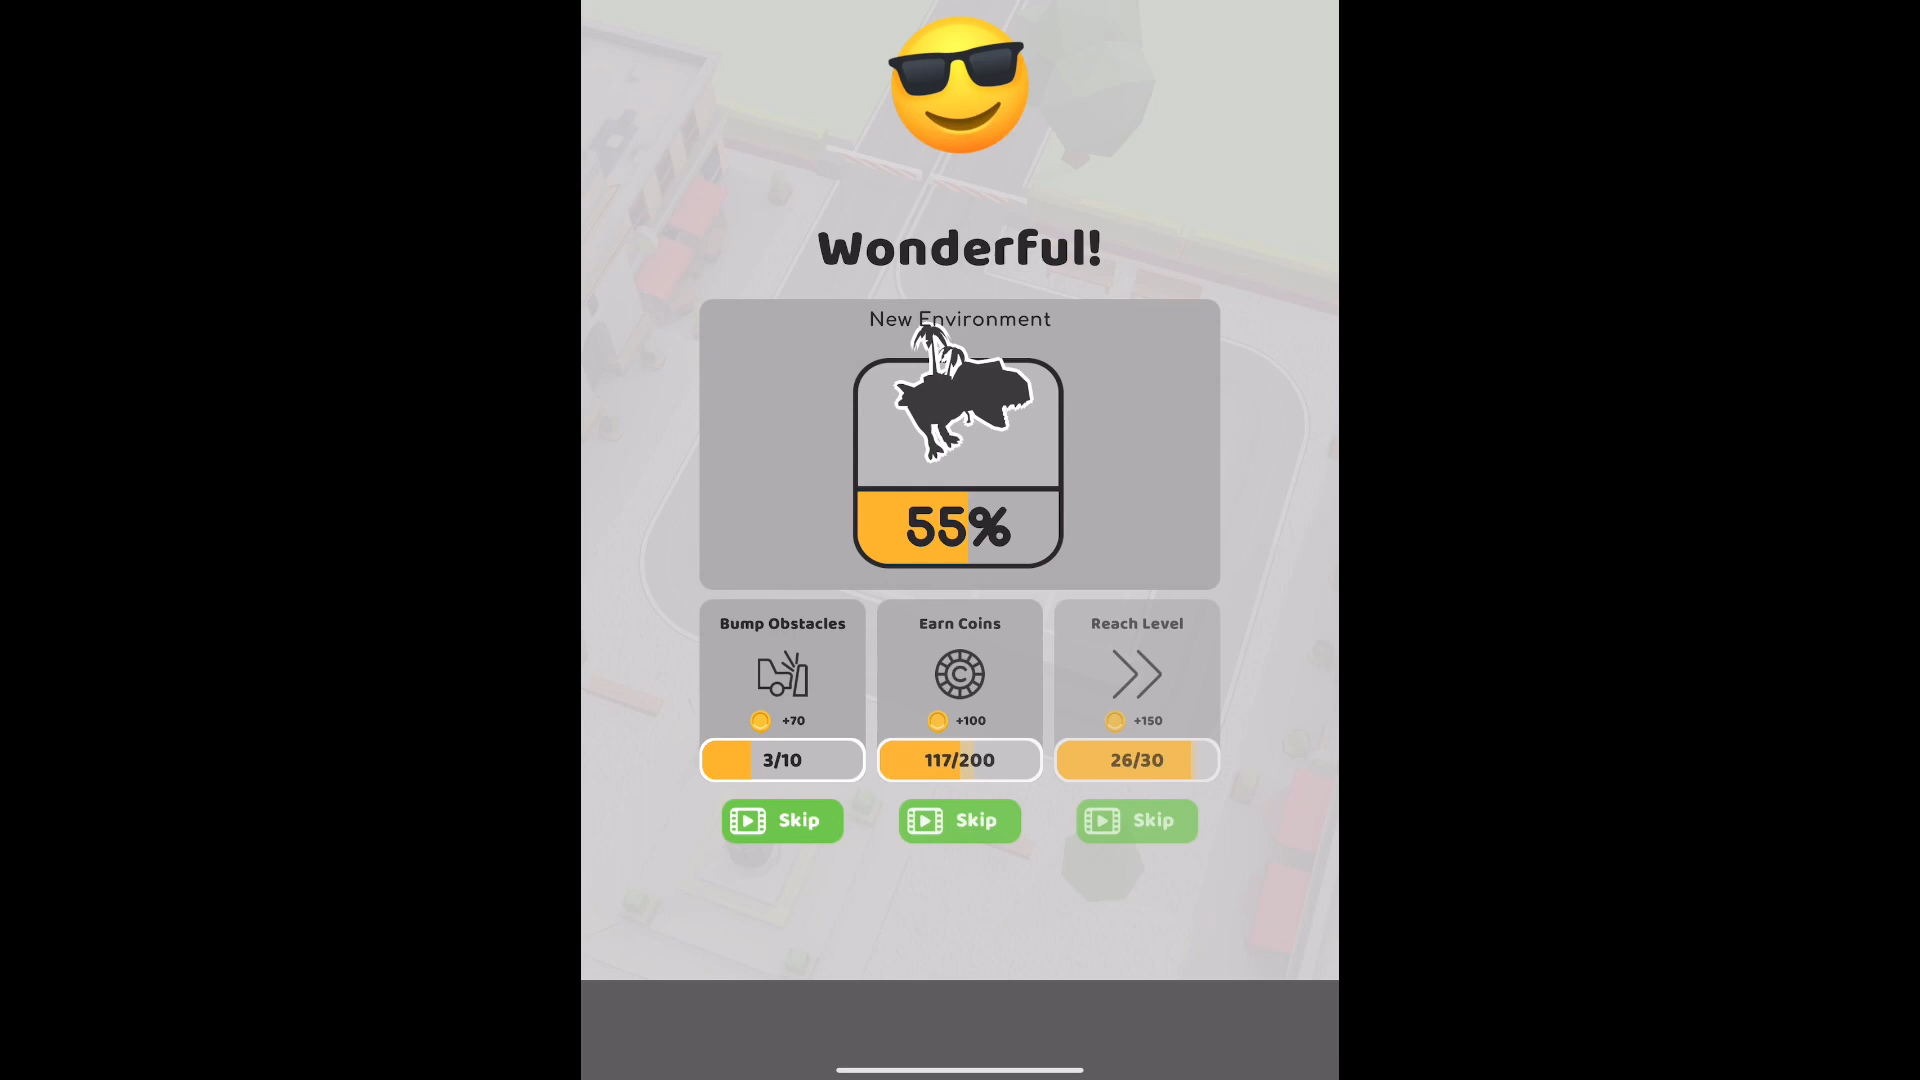 Wonderful!
New Environment
55%
Bump Obstacles
Earn Coins
Reach Level
C
+70
+100
+150
3/10
117/200
26/30
Skip
Skip
Skip